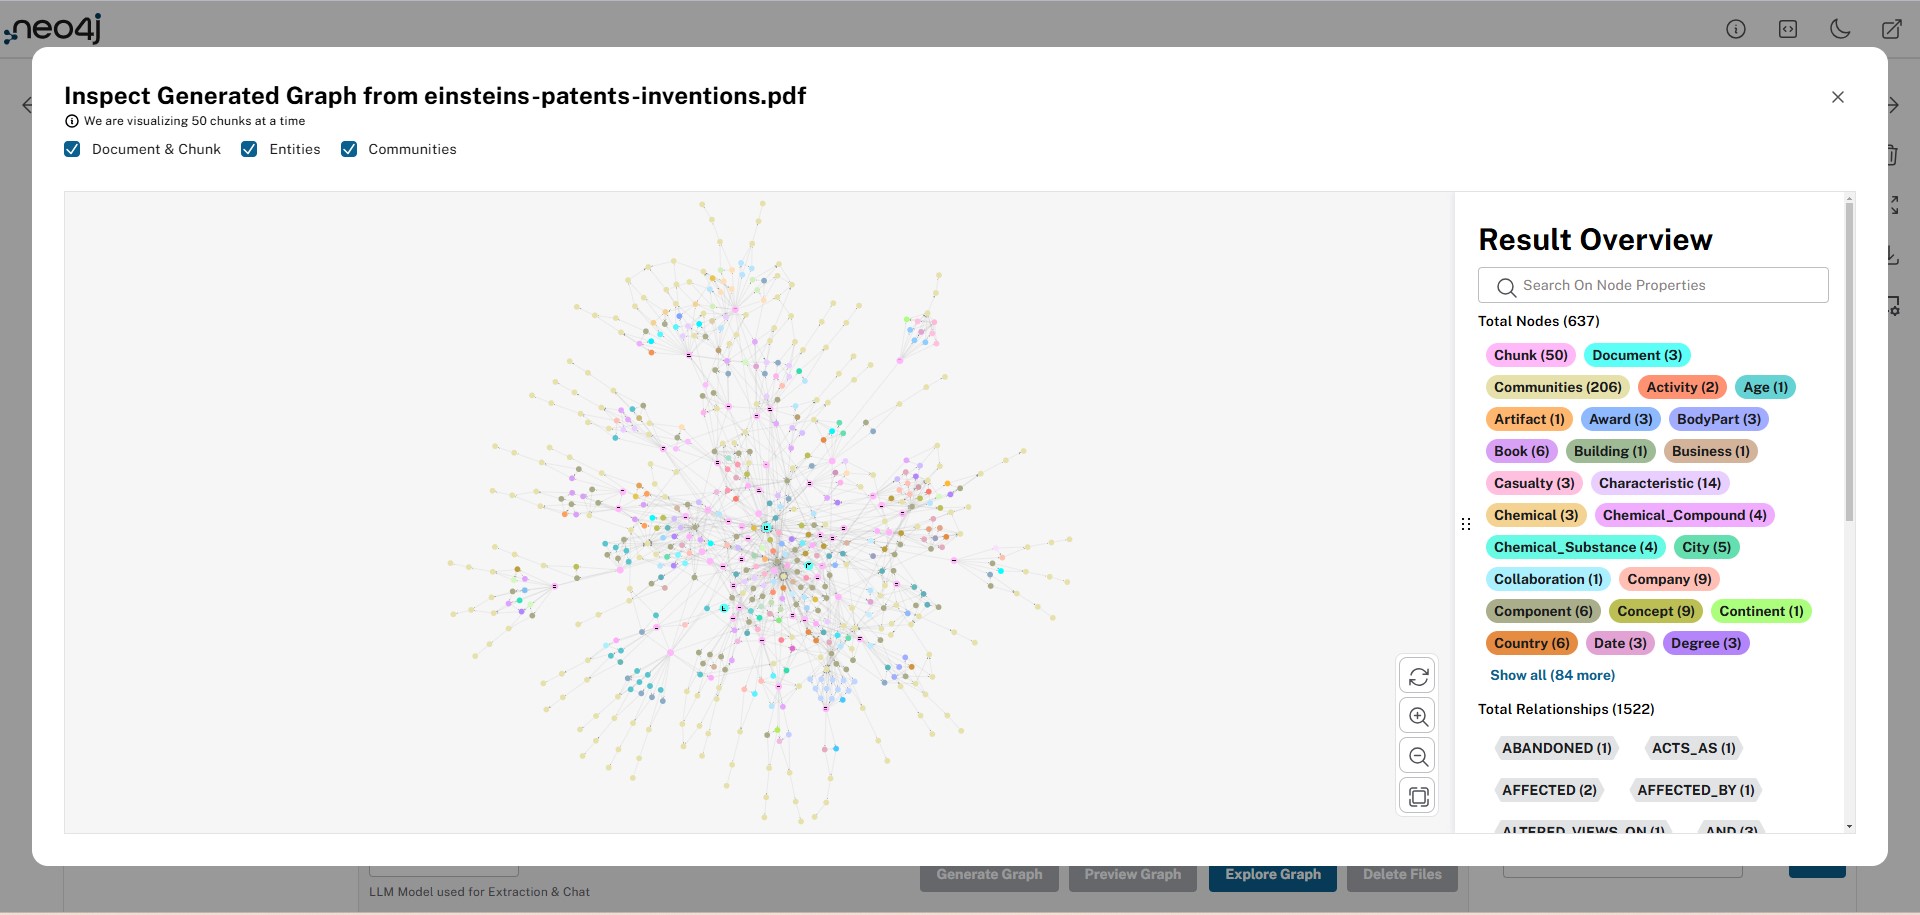 neo4j
Inspect Generated Graph from einsteins-patents-inventions.pdf
We are visualizing 50 chunks at a time
Document & Chunk Entities Communities
Result Overview
Search On Node Properties
Total Nodes (637)
Chunk (50) Document (3)
Communities (206) Activity (2) Age (1)
Artifact (1) Award (3) BodyPart (3)
Book (6) Building (1) Business (1)
Casualty (3) Characteristic (14)
Chemical (3) Chemical_Compound (4)
Chemical_Substance (4) City (5)
Collaboration (1) Company (9)
Component (6) Concept (9) Continent (1)
Country (6) Date (3) Degree (3)
Show all (84 more)
Total Relationships (1522)
ABANDONED (1) ACTS_AS (1)
AFFECTED (2) AFFECTED_BY (1)
ALTERED_VIEWS_ON (1) AND (3)
Generate Graph Preview Graph Explore Graph Delete Files
LLM Model used for Extraction & Chat